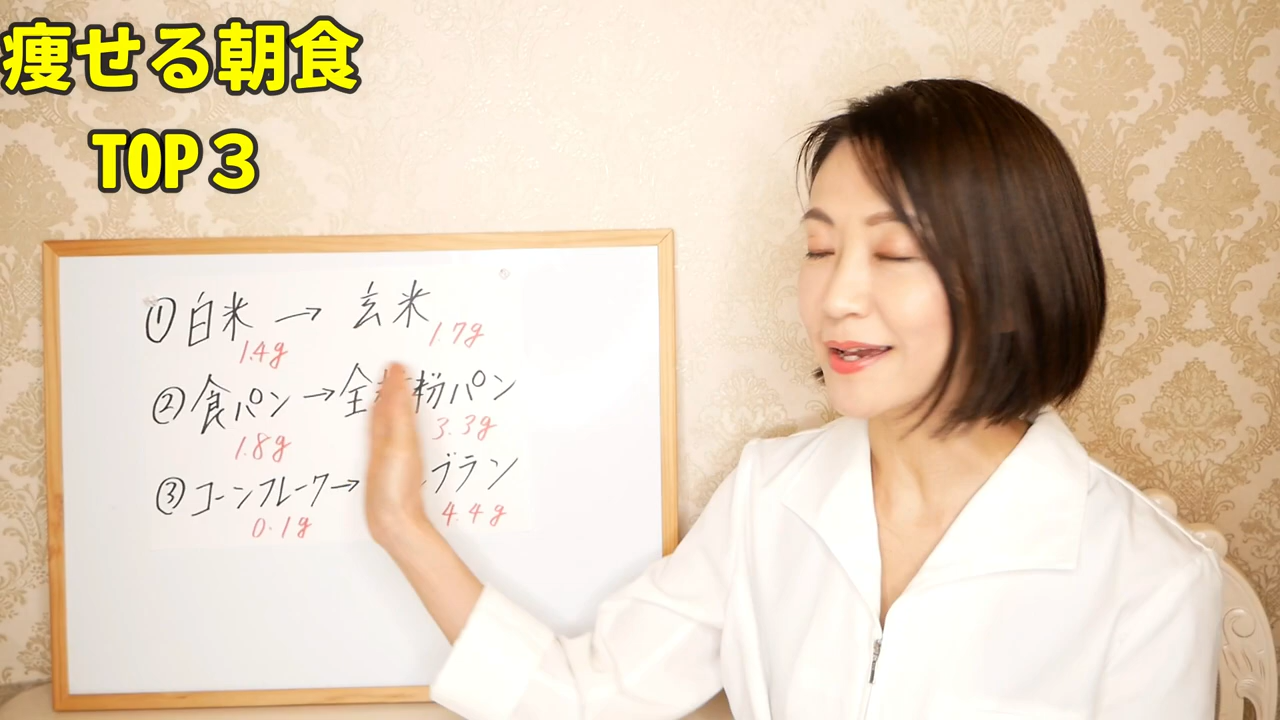 痩せる朝食
TOP３
①白米→玄米
1.4g 1.7g
②食パン→全粒粉パン
1.8g 3.3g
③コーンフレーク→ブラン
0.1g 4.4g